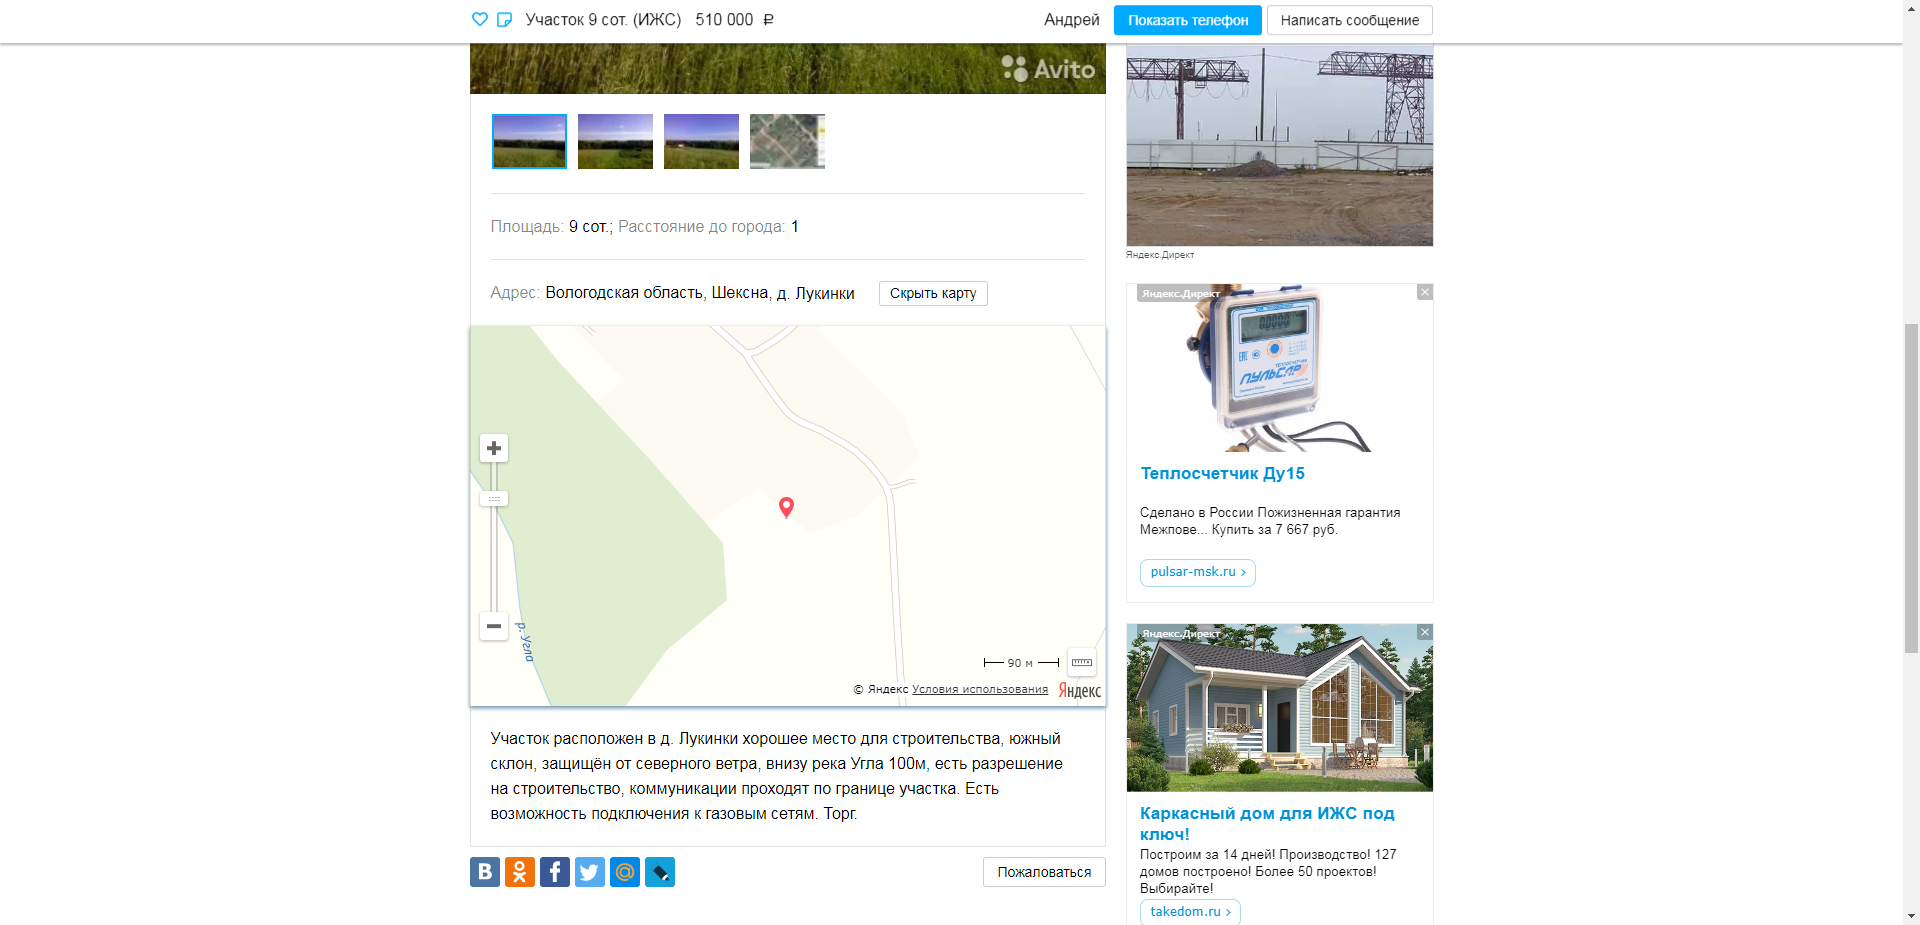 Участок 9 сот. (ИЖС) 510 000 ₽
Андрей
Показать телефон
Написать сообщение
Avito
Площадь: 9 сот.; Расстояние до города: 1
Адрес: Вологодская область, Шексна, д. Лукинки
Скрыть карту
р. Угла
90 м
© Яндекс Условия использования
Яндекс
Участок расположен в д. Лукинки хорошее место для строительства, южный
склон, защищён от северного ветра, внизу река Угла 100м, есть разрешение
на строительство, коммуникации проходят по границе участка. Есть
возможность подключения к газовым сетям. Торг.
Пожаловаться
Яндекс.Директ
Яндекс.Директ
ТЕПЛОСЧЕТЧИК
ПУЛЬСАР
Теплосчетчик Ду15
Сделано в России Пожизненная гарантия
Межпове... Купить за 7 667 руб.
pulsar-msk.ru ›
Яндекс.Директ
Каркасный дом для ИЖС под
ключ!
Построим за 14 дней! Производство! 127
домов построено! Более 50 проектов!
Выбирайте!
takedom.ru ›